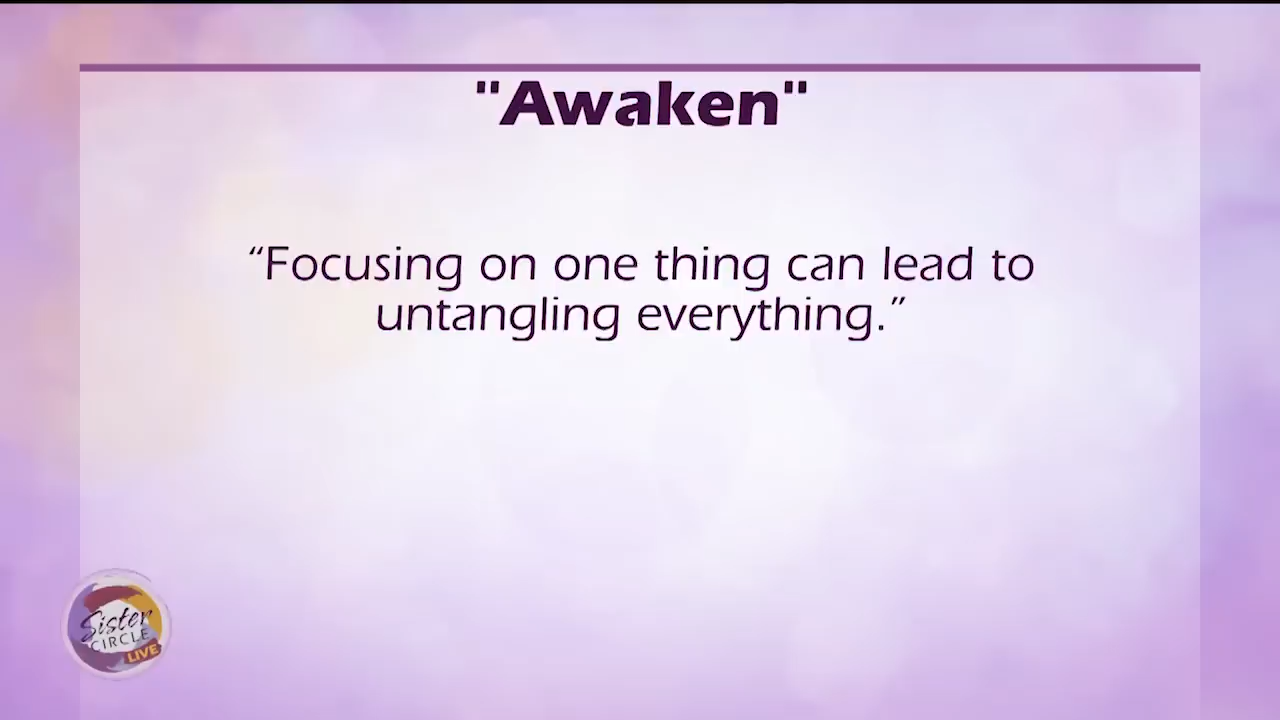 "Awaken"
“Focusing on one thing can lead to
untangling everything.”
Sister
CIRCLE
LIVE